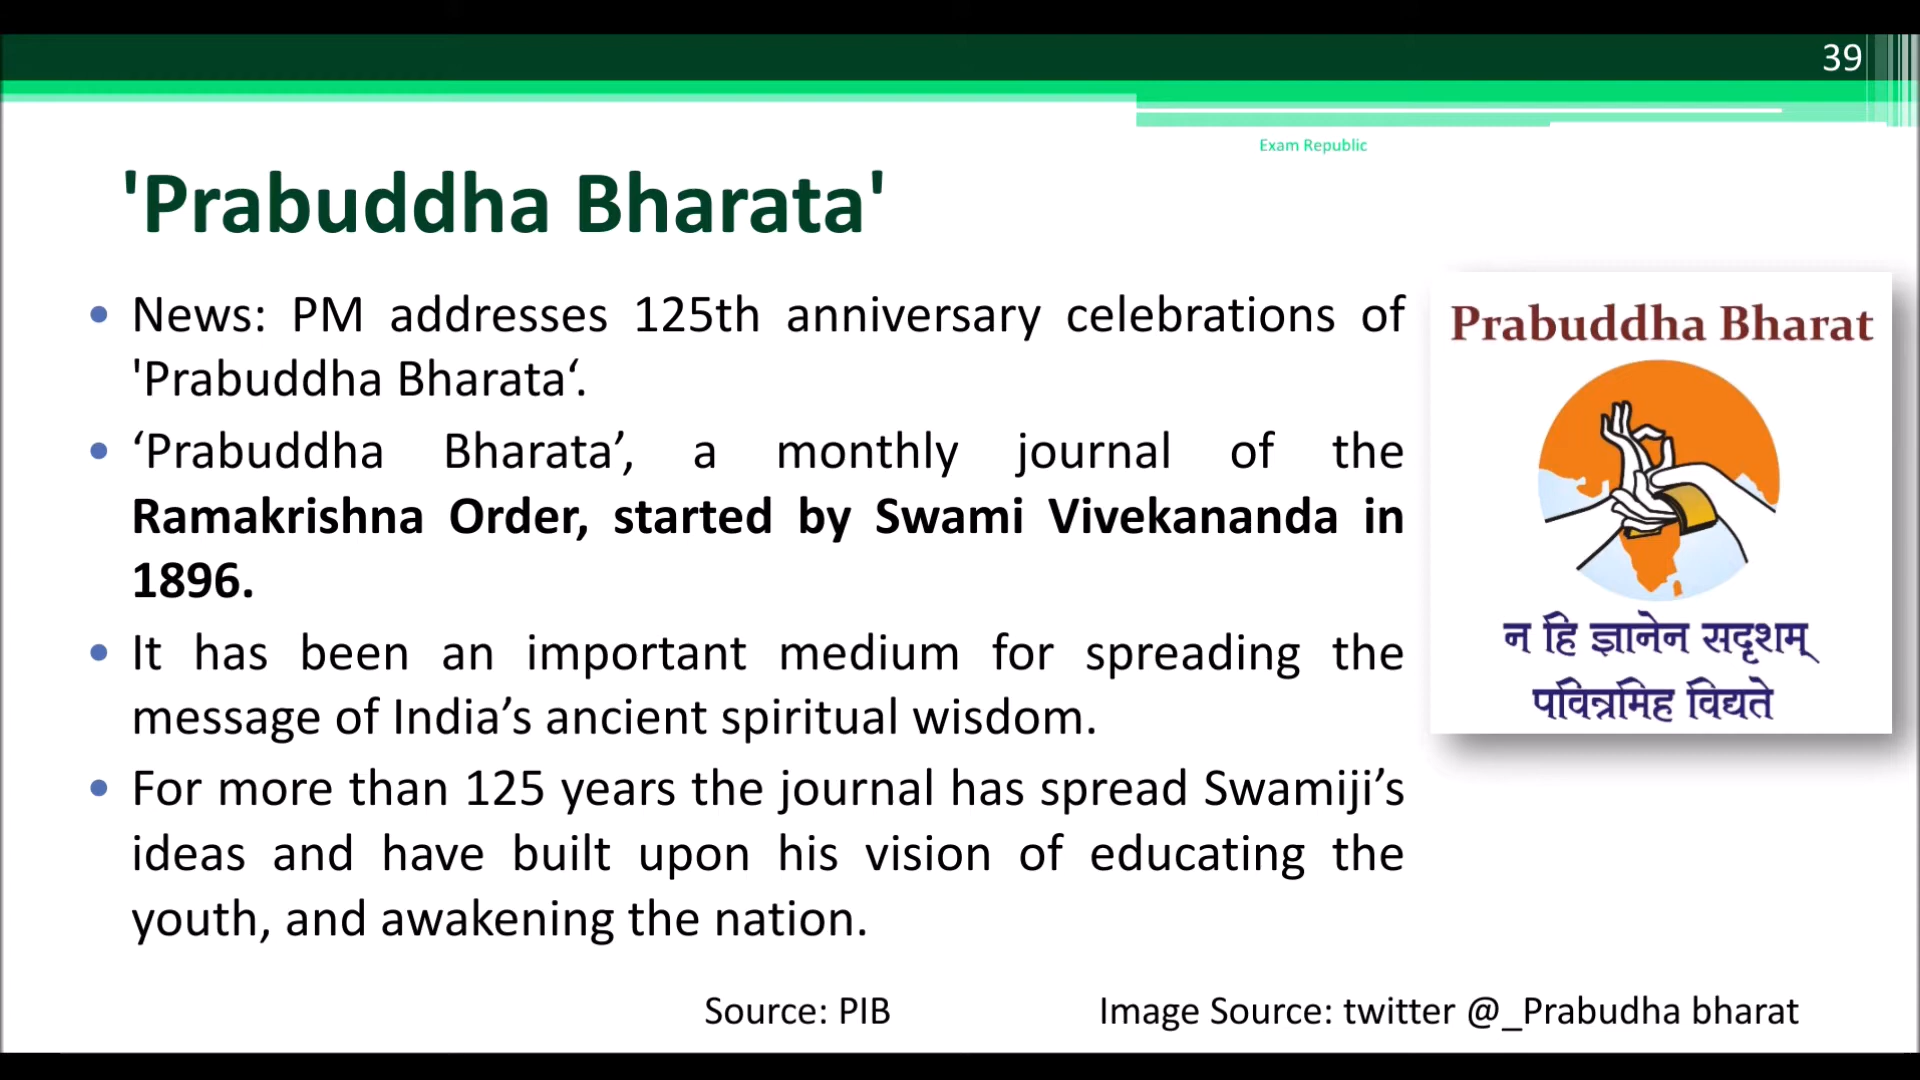 39
Exam Republic
'Prabuddha Bharata'
• News: PM addresses 125th anniversary celebrations of
'Prabuddha Bharata‘.
• ‘Prabuddha Bharata’, a monthly journal of the
Ramakrishna Order, started by Swami Vivekananda in
1896.
• It has been an important medium for spreading the
message of India’s ancient spiritual wisdom.
• For more than 125 years the journal has spread Swamiji’s
ideas and have built upon his vision of educating the
youth, and awakening the nation.
Prabuddha Bharat
न हि ज्ञानेन सदृशम्
पवित्रमिह विद्यते
Source: PIB
Image Source: twitter @_Prabudha bharat